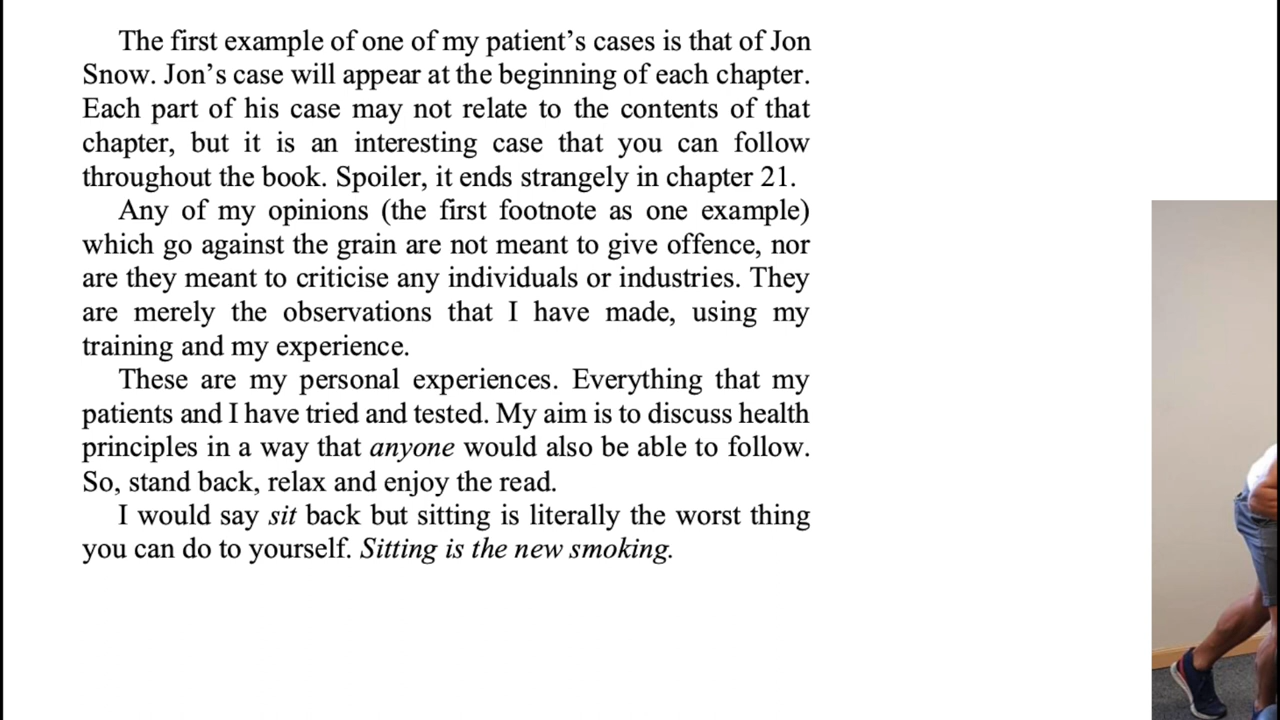 The first example of one of my patient’s cases is that of Jon
Snow. Jon’s case will appear at the beginning of each chapter.
Each part of his case may not relate to the contents of that
chapter, but it is an interesting case that you can follow
throughout the book. Spoiler, it ends strangely in chapter 21.
Any of my opinions (the first footnote as one example)
which go against the grain are not meant to give offence, nor
are they meant to criticise any individuals or industries. They
are merely the observations that I have made, using my
training and my experience.
These are my personal experiences. Everything that my
patients and I have tried and tested. My aim is to discuss health
principles in a way that anyone would also be able to follow.
So, stand back, relax and enjoy the read.
I would say sit back but sitting is literally the worst thing
you can do to yourself. Sitting is the new smoking.